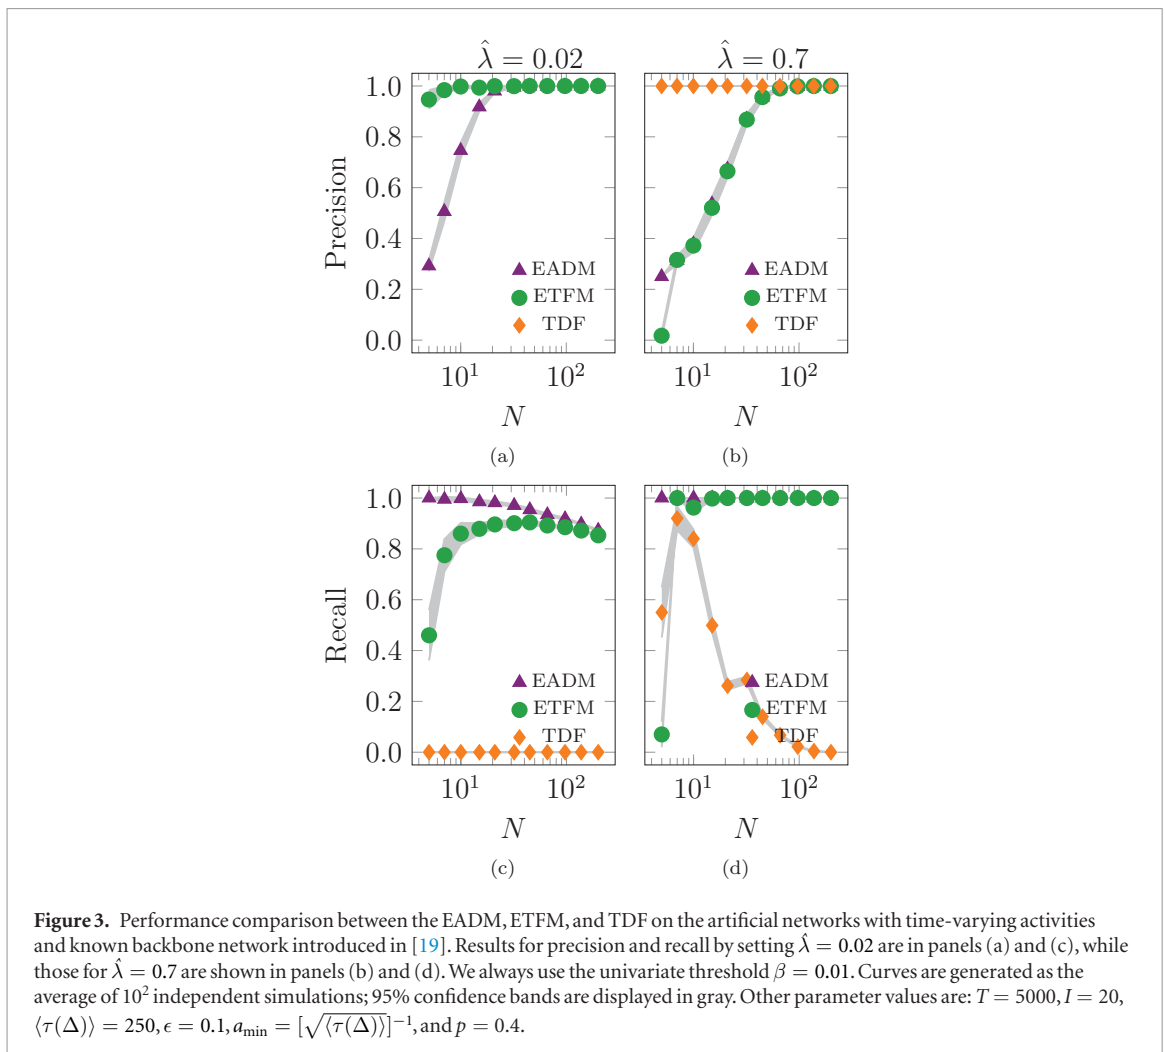 λ̂ = 0.02
λ̂ = 0.7
Precision
1.0
0.8
0.6
0.4
0.2
0.0
EADM
ETFM
TDF
10¹ 10²
N
(a)
EADM
ETFM
TDF
10¹ 10²
N
(b)
Recall
1.0
0.8
0.6
0.4
0.2
0.0
EADM
ETFM
TDF
10¹ 10²
N
(c)
EADM
ETFM
TDF
10¹ 10²
N
(d)
Figure 3. Performance comparison between the EADM, ETFM, and TDF on the artificial networks with time-varying activities
and known backbone network introduced in [19]. Results for precision and recall by setting λ̂ = 0.02 are in panels (a) and (c), while
those for λ̂ = 0.7 are shown in panels (b) and (d). We always use the univariate threshold β = 0.01. Curves are generated as the
average of 10² independent simulations; 95% confidence bands are displayed in gray. Other parameter values are: T = 5000, I = 20,
⟨τ(Δ)⟩ = 250, ϵ = 0.1, a_min = [√⟨τ(Δ)⟩]⁻¹, and p = 0.4.